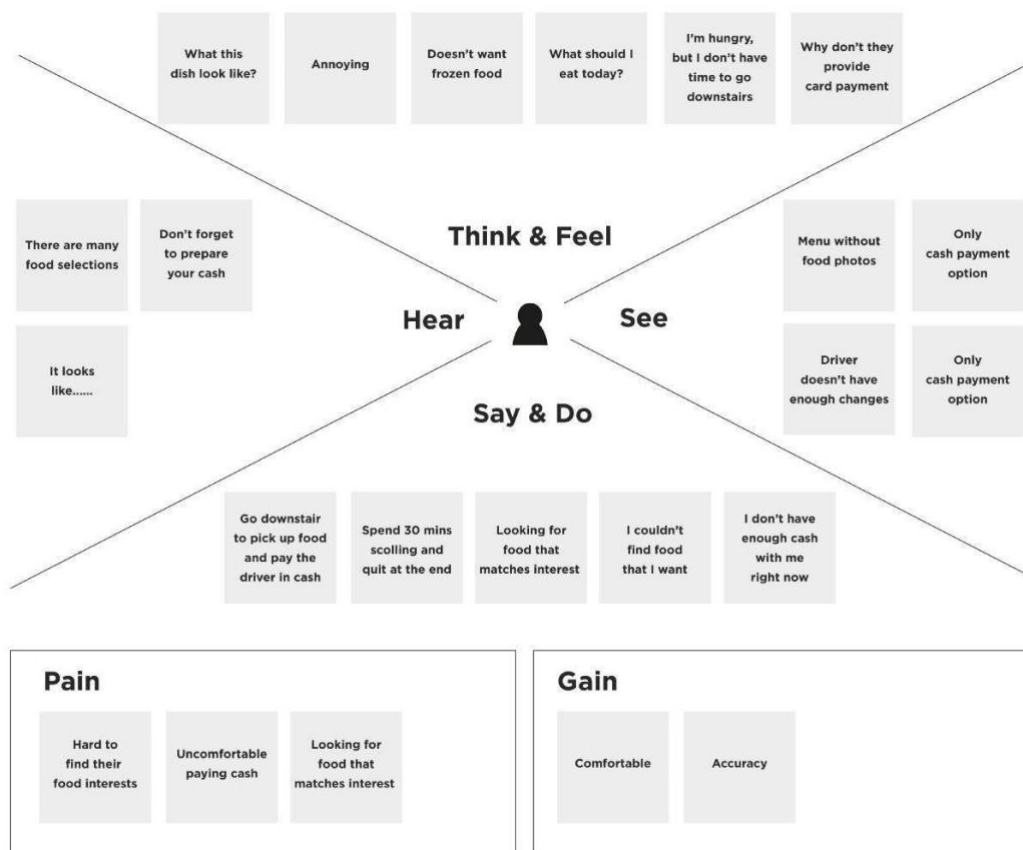 What this
dish look like?
Annoying
Doesn't want
frozen food
What should I
eat today?
I'm hungry,
but I don't have
time to go
downstairs
Why don't they
provide
card payment
Think & Feel
Hear
There are many
food selections
Don't forget
to prepare
your cash
It looks
like......
See
Menu without
food photos
Only
cash payment
option
Driver
doesn't have
enough changes
Only
cash payment
option
Say & Do
Go downstair
to pick up food
and pay the
driver in cash
Spend 30 mins
scolling and
quit at the end
Looking for
food that
matches interest
I couldn't
find food
that I want
I don't have
enough cash
with me
right now
Pain
Hard to
find their
food interests
Uncomfortable
paying cash
Looking for
food that
matches interest
Gain
Comfortable
Accuracy